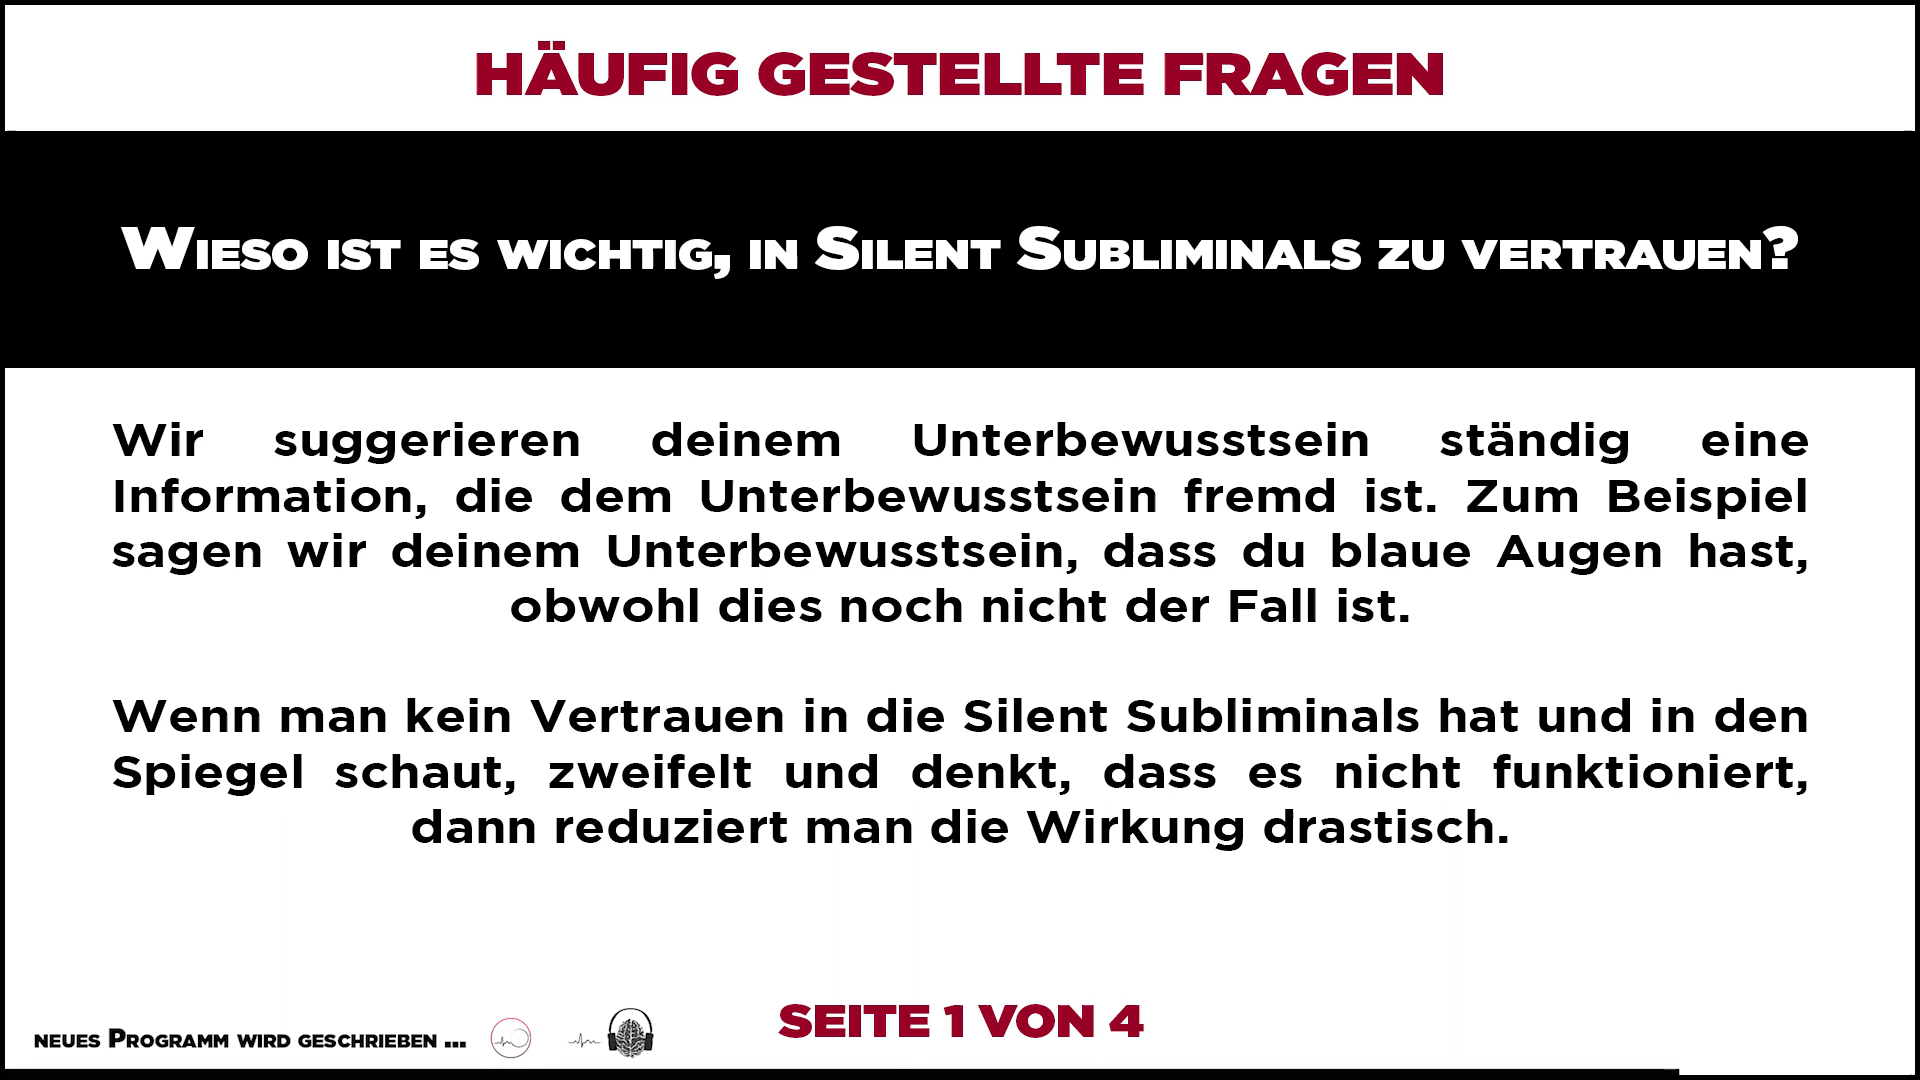 HÄUFIG GESTELLTE FRAGEN
Wieso ist es wichtig, in Silent Subliminals zu vertrauen?
Wir suggerieren deinem Unterbewusstsein ständig eine
Information, die dem Unterbewusstsein fremd ist. Zum Beispiel
sagen wir deinem Unterbewusstsein, dass du blaue Augen hast,
obwohl dies noch nicht der Fall ist.
Wenn man kein Vertrauen in die Silent Subliminals hat und in den
Spiegel schaut, zweifelt und denkt, dass es nicht funktioniert,
dann reduziert man die Wirkung drastisch.
SEITE 1 VON 4
neues Programm wird geschrieben ...